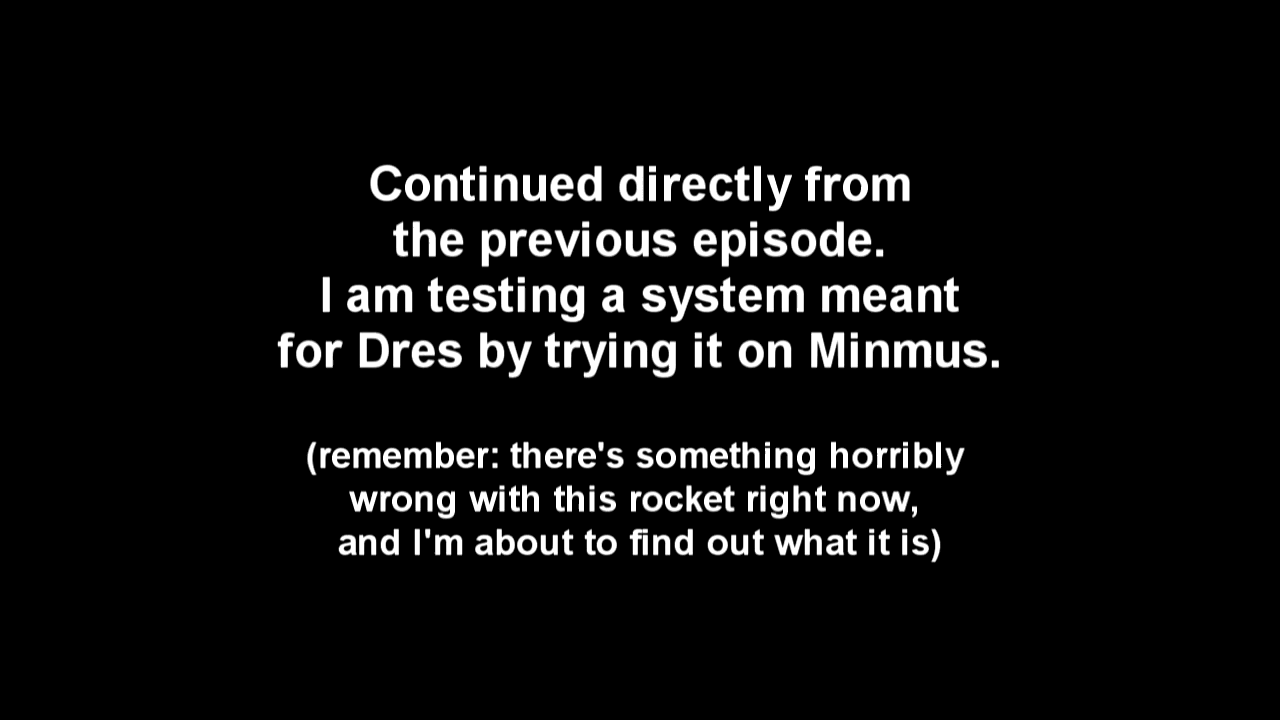 Continued directly from
the previous episode.
I am testing a system meant
for Dres by trying it on Minmus.
(remember: there's something horribly
wrong with this rocket right now,
and I'm about to find out what it is)